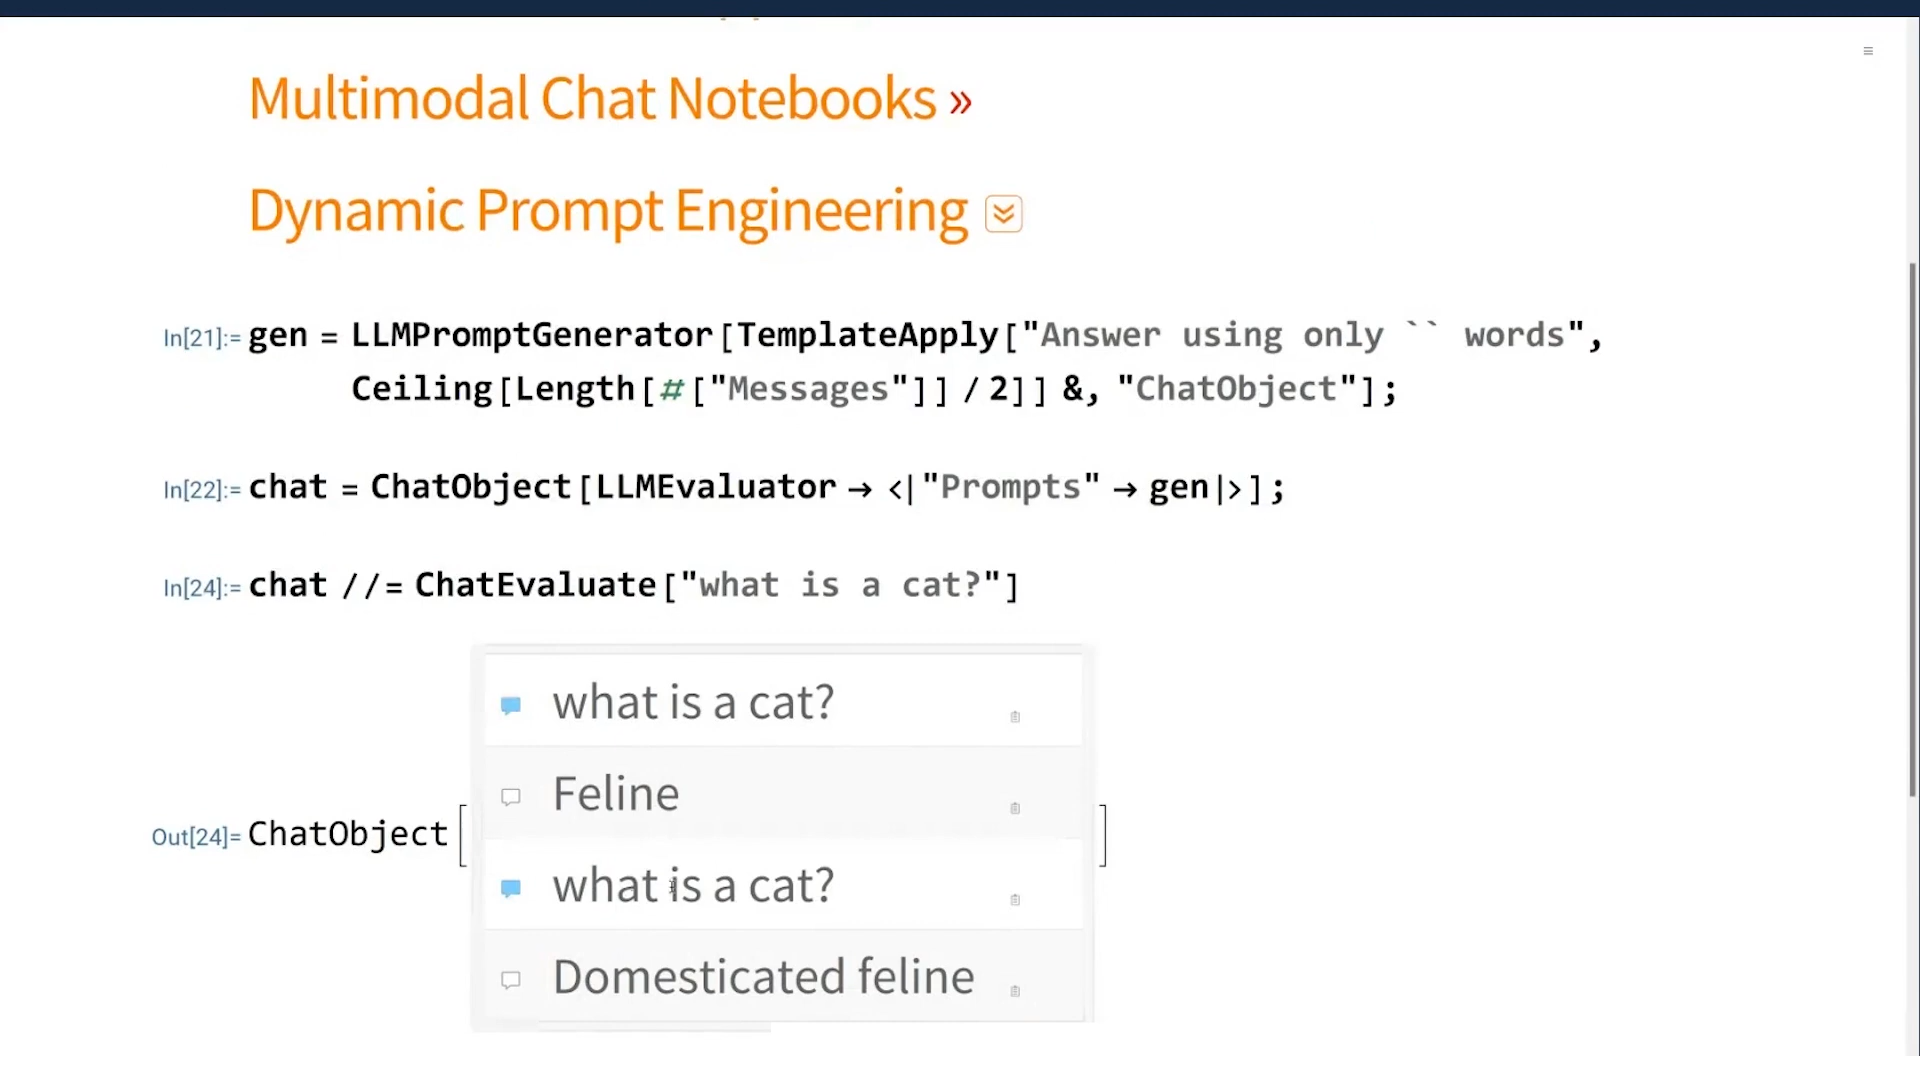 Multimodal Chat Notebooks »
Dynamic Prompt Engineering
In[21]:= gen = LLMPromptGenerator[TemplateApply["Answer using only `` words",
Ceiling[Length[#["Messages"]] / 2]] &, "ChatObject"];
In[22]:= chat = ChatObject[LLMEvaluator → <|"Prompts" → gen|>];
In[24]:= chat //= ChatEvaluate["what is a cat?"]
what is a cat?
Feline
Out[24]= ChatObject[ ]
what is a cat?
Domesticated feline